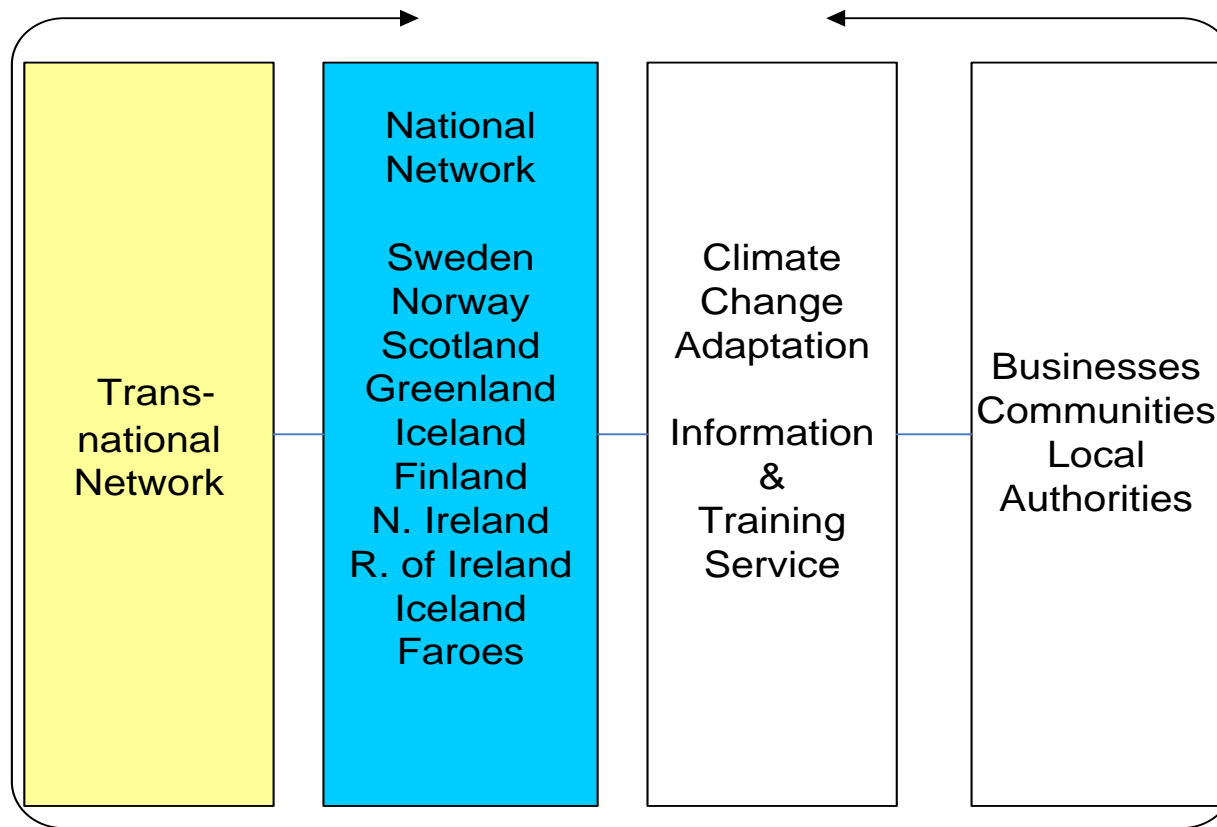 Trans-
national
Network
National
Network
Sweden
Norway
Scotland
Greenland
Iceland
Finland
N. Ireland
R. of Ireland
Iceland
Faroes
Climate
Change
Adaptation
Information
&
Training
Service
Businesses
Communities
Local
Authorities